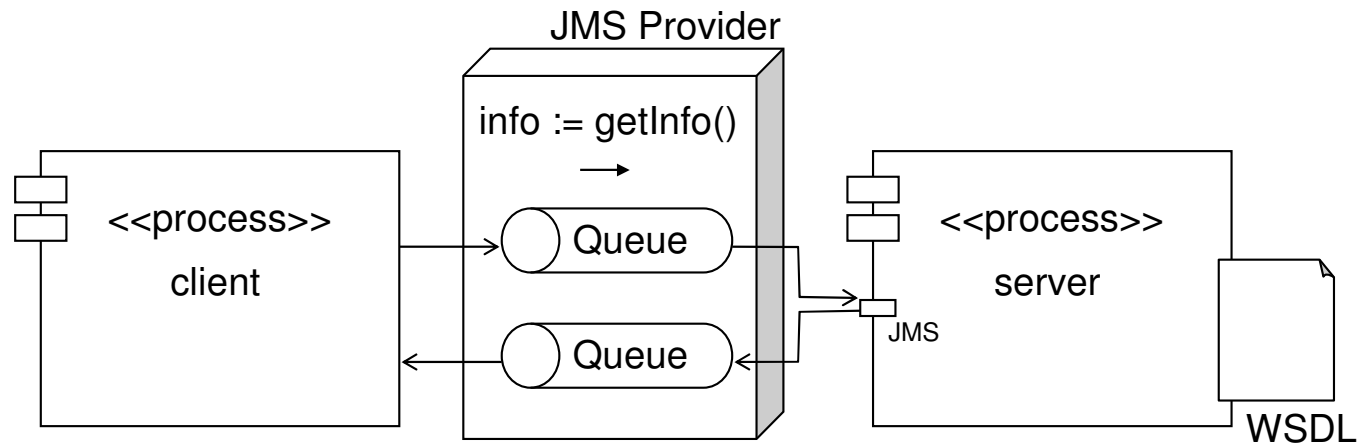 JMS Provider
info := getInfo()
<<process>>
client
Queue
Queue
<<process>>
server
JMS
WSDL